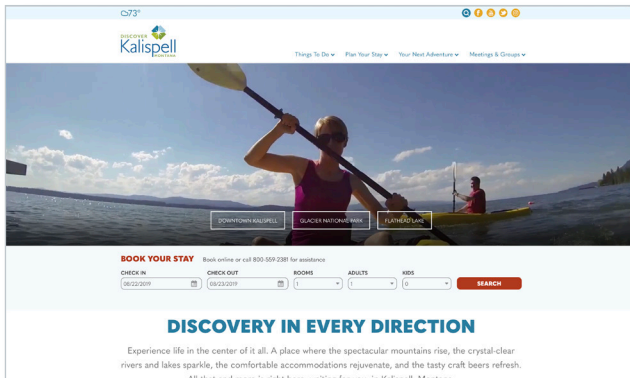 73°
DISCOVER
Kalispell
MONTANA
Things To Do Plan Your Stay Your Next Adventure Meetings & Groups
DOWNTOWN KALISPELL GLACIER NATIONAL PARK FLATHEAD LAKE
BOOK YOUR STAY Book online or call 800-559-2381 for assistance
CHECK IN CHECK OUT ROOMS ADULTS KIDS
08/22/2019 08/23/2019 1 1 0 SEARCH
DISCOVERY IN EVERY DIRECTION
Experience life in the center of it all. A place where the spectacular mountains rise, the crystal-clear
rivers and lakes sparkle, the comfortable accommodations rejuvenate, and the tasty craft beers refresh.